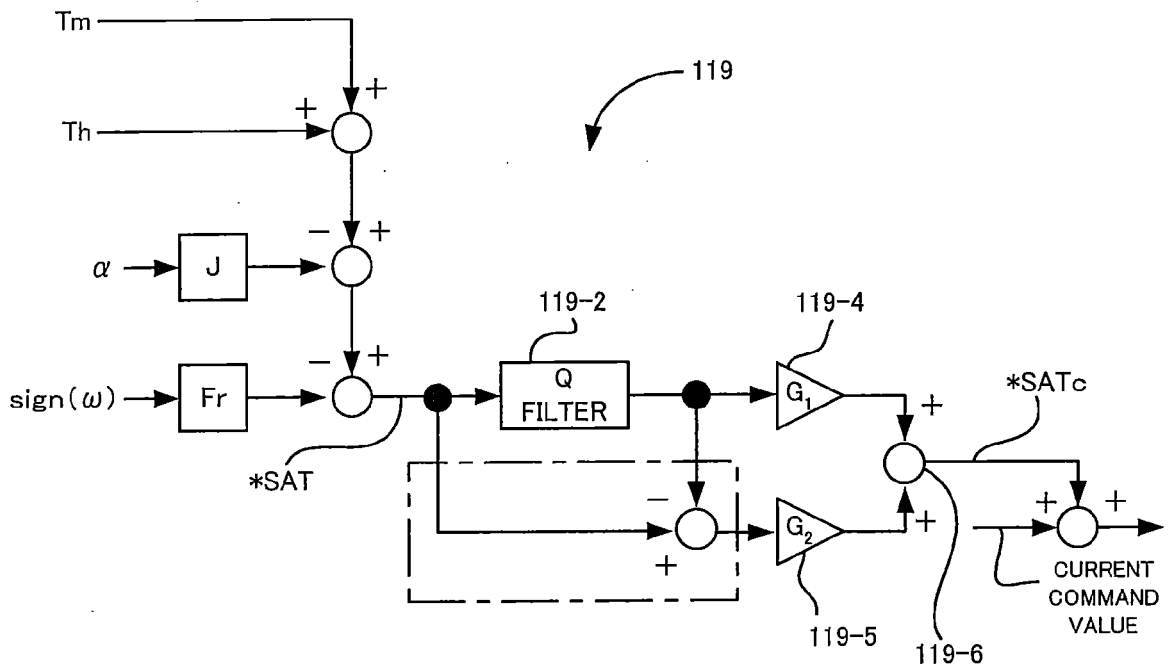 Tm
119
+
+
Th
−
+
α
J
119-2
119-4
−
+
sign(ω)
Fr
Q
FILTER
G1
+
*SATc
*SAT
−
+
G2
+
+
+
CURRENT
COMMAND
VALUE
119-5
119-6